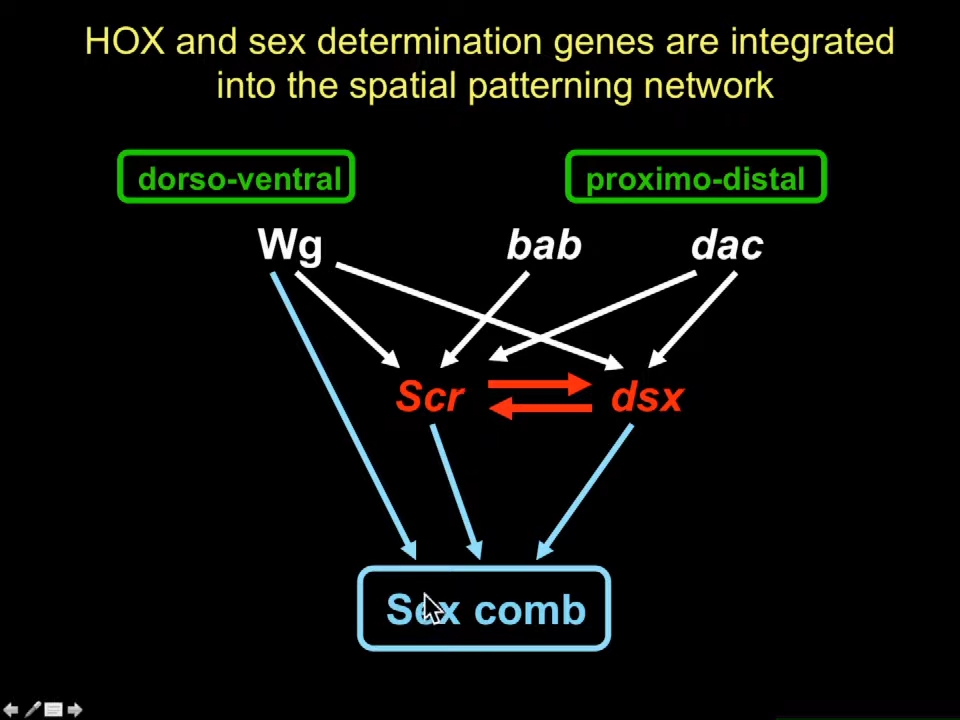 HOX and sex determination genes are integrated
into the spatial patterning network
dorso-ventral
proximo-distal
Wg
bab
dac
Scr
dsx
Sex comb